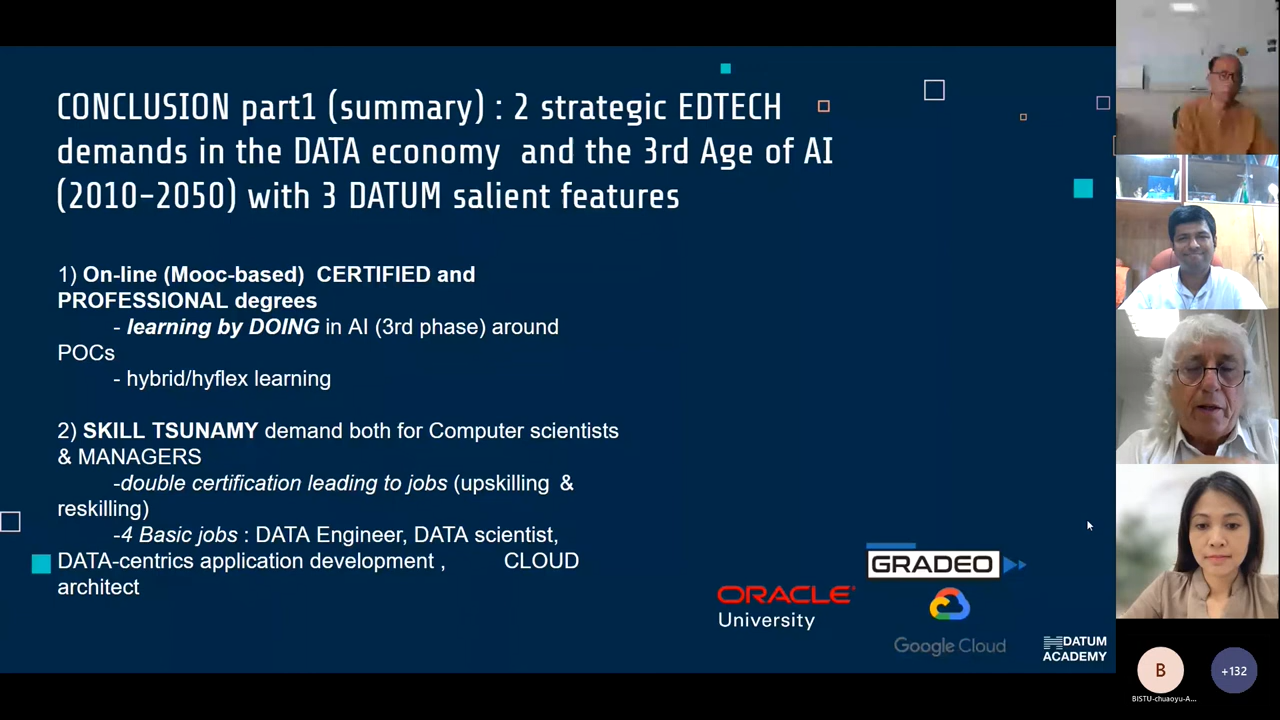 CONCLUSION part1 (summary) : 2 strategic EDTECH
demands in the DATA economy and the 3rd Age of AI
(2010-2050) with 3 DATUM salient features
1) On-line (Mooc-based) CERTIFIED and
PROFESSIONAL degrees
- learning by DOING in AI (3rd phase) around
POCs
- hybrid/hyflex learning
2) SKILL TSUNAMY demand both for Computer scientists
& MANAGERS
-double certification leading to jobs (upskilling &
reskilling)
-4 Basic jobs : DATA Engineer, DATA scientist,
DATA-centrics application development , CLOUD
architect
GRADEO
ORACLE
University
Google Cloud
DATUM
ACADEMY
B
+132
BISTU-chuaoyu-A...